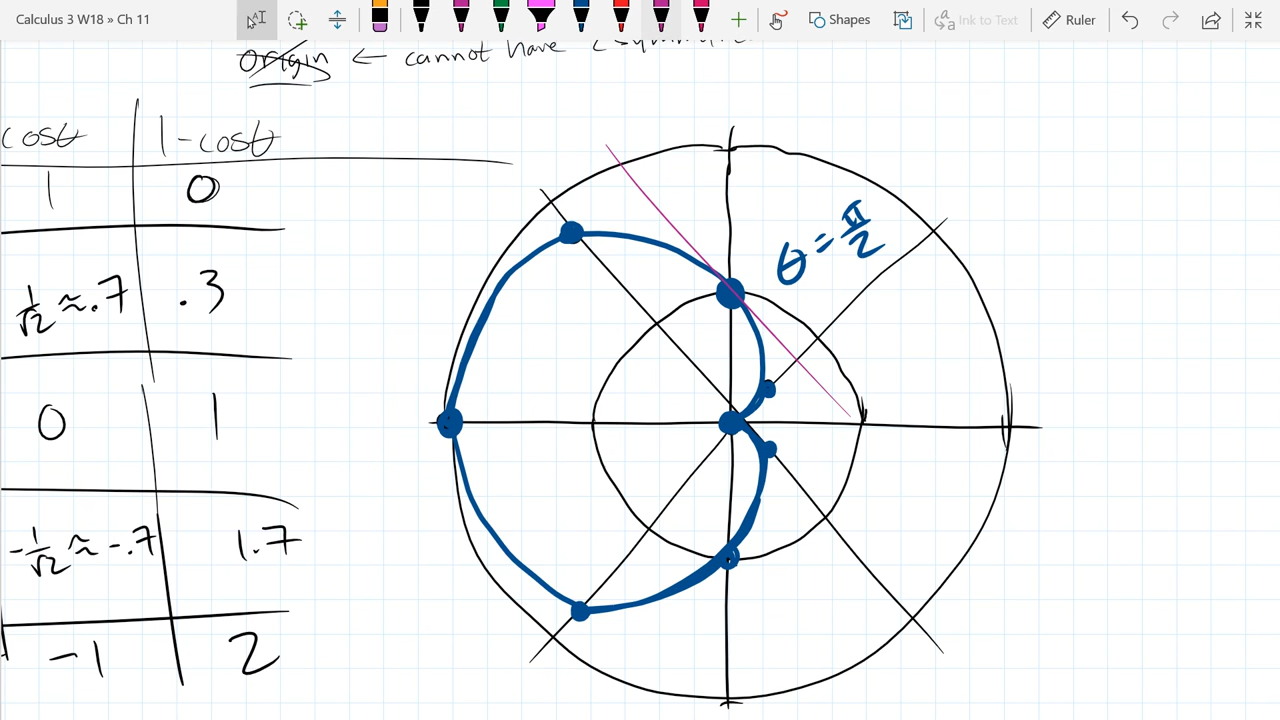 Calculus 3 W18 » Ch 11
Shapes
Link to Text
Ruler
origin ← cannot have
cosθ 1-cosθ
1 0
1/√2 ≈ .7 .3
0 1
-1/√2 ≈ -.7 1.7
-1 2
θ = π/2